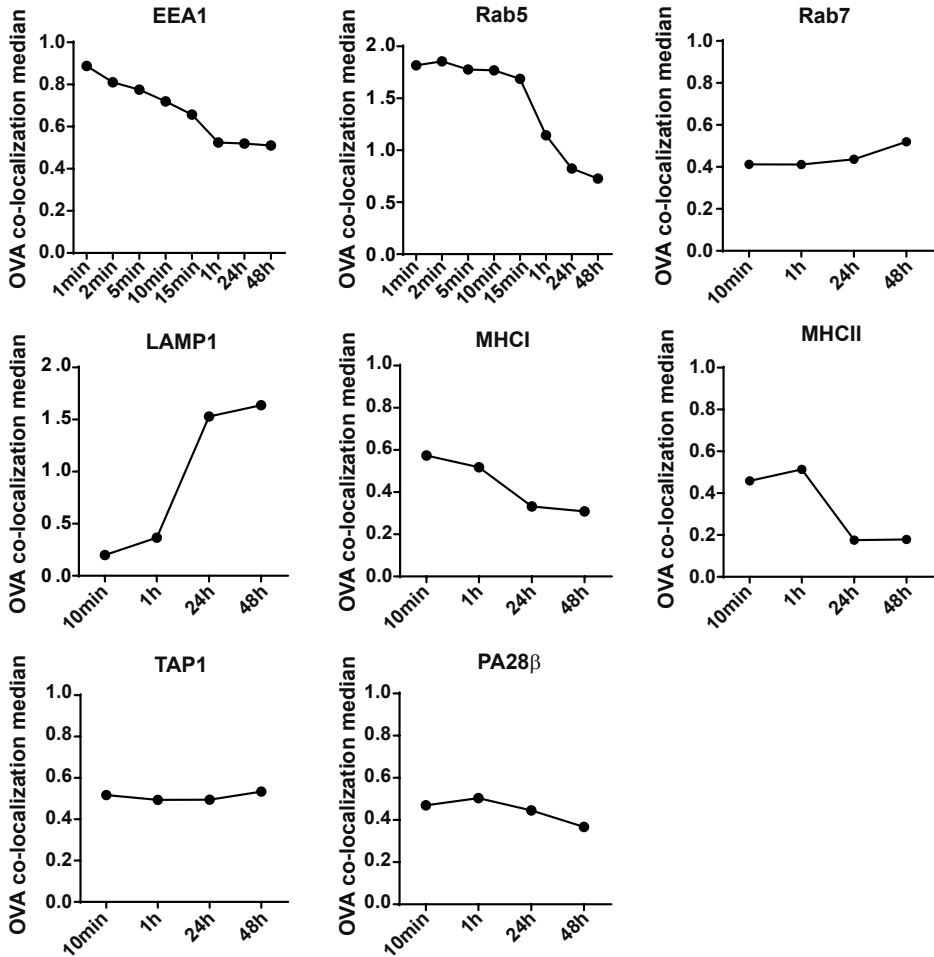 EEA1
OVA co-localization median
1.0
0.8
0.6
0.4
0.2
0.0
1min
2min
5min
10min
15min
1h
24h
48h
Rab5
OVA co-localization median
2.0
1.5
1.0
0.5
0.0
1min
2min
5min
10min
15min
1h
24h
48h
Rab7
OVA co-localization median
1.0
0.8
0.6
0.4
0.2
0.0
10min
1h
24h
48h
LAMP1
OVA co-localization median
2.0
1.5
1.0
0.5
0.0
10min
1h
24h
48h
MHCI
OVA co-localization median
1.0
0.8
0.6
0.4
0.2
0.0
10min
1h
24h
48h
MHCII
OVA co-localization median
1.0
0.8
0.6
0.4
0.2
0.0
10min
1h
24h
48h
TAP1
OVA co-localization median
1.0
0.8
0.6
0.4
0.2
0.0
10min
1h
24h
48h
PA28β
OVA co-localization median
1.0
0.8
0.6
0.4
0.2
0.0
10min
1h
24h
48h